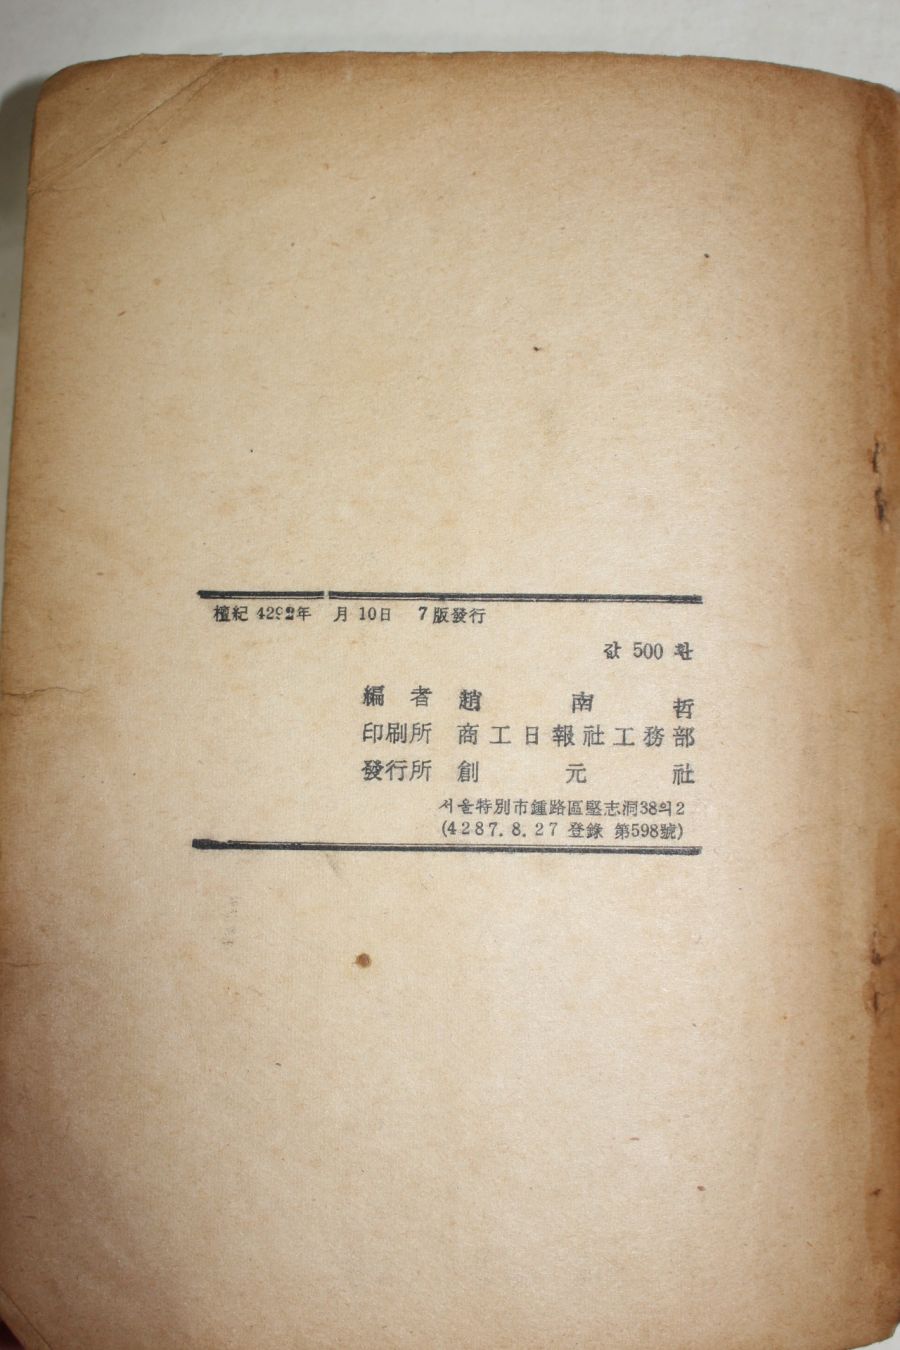 檀紀 4292年 月 10日 7版發行
값 500 환
編者 趙南哲
印刷所 商工日報社工務部
發行所 創元社
서울特別市鍾路區堅志洞38의2
(4287.8.27 登錄 第598號)